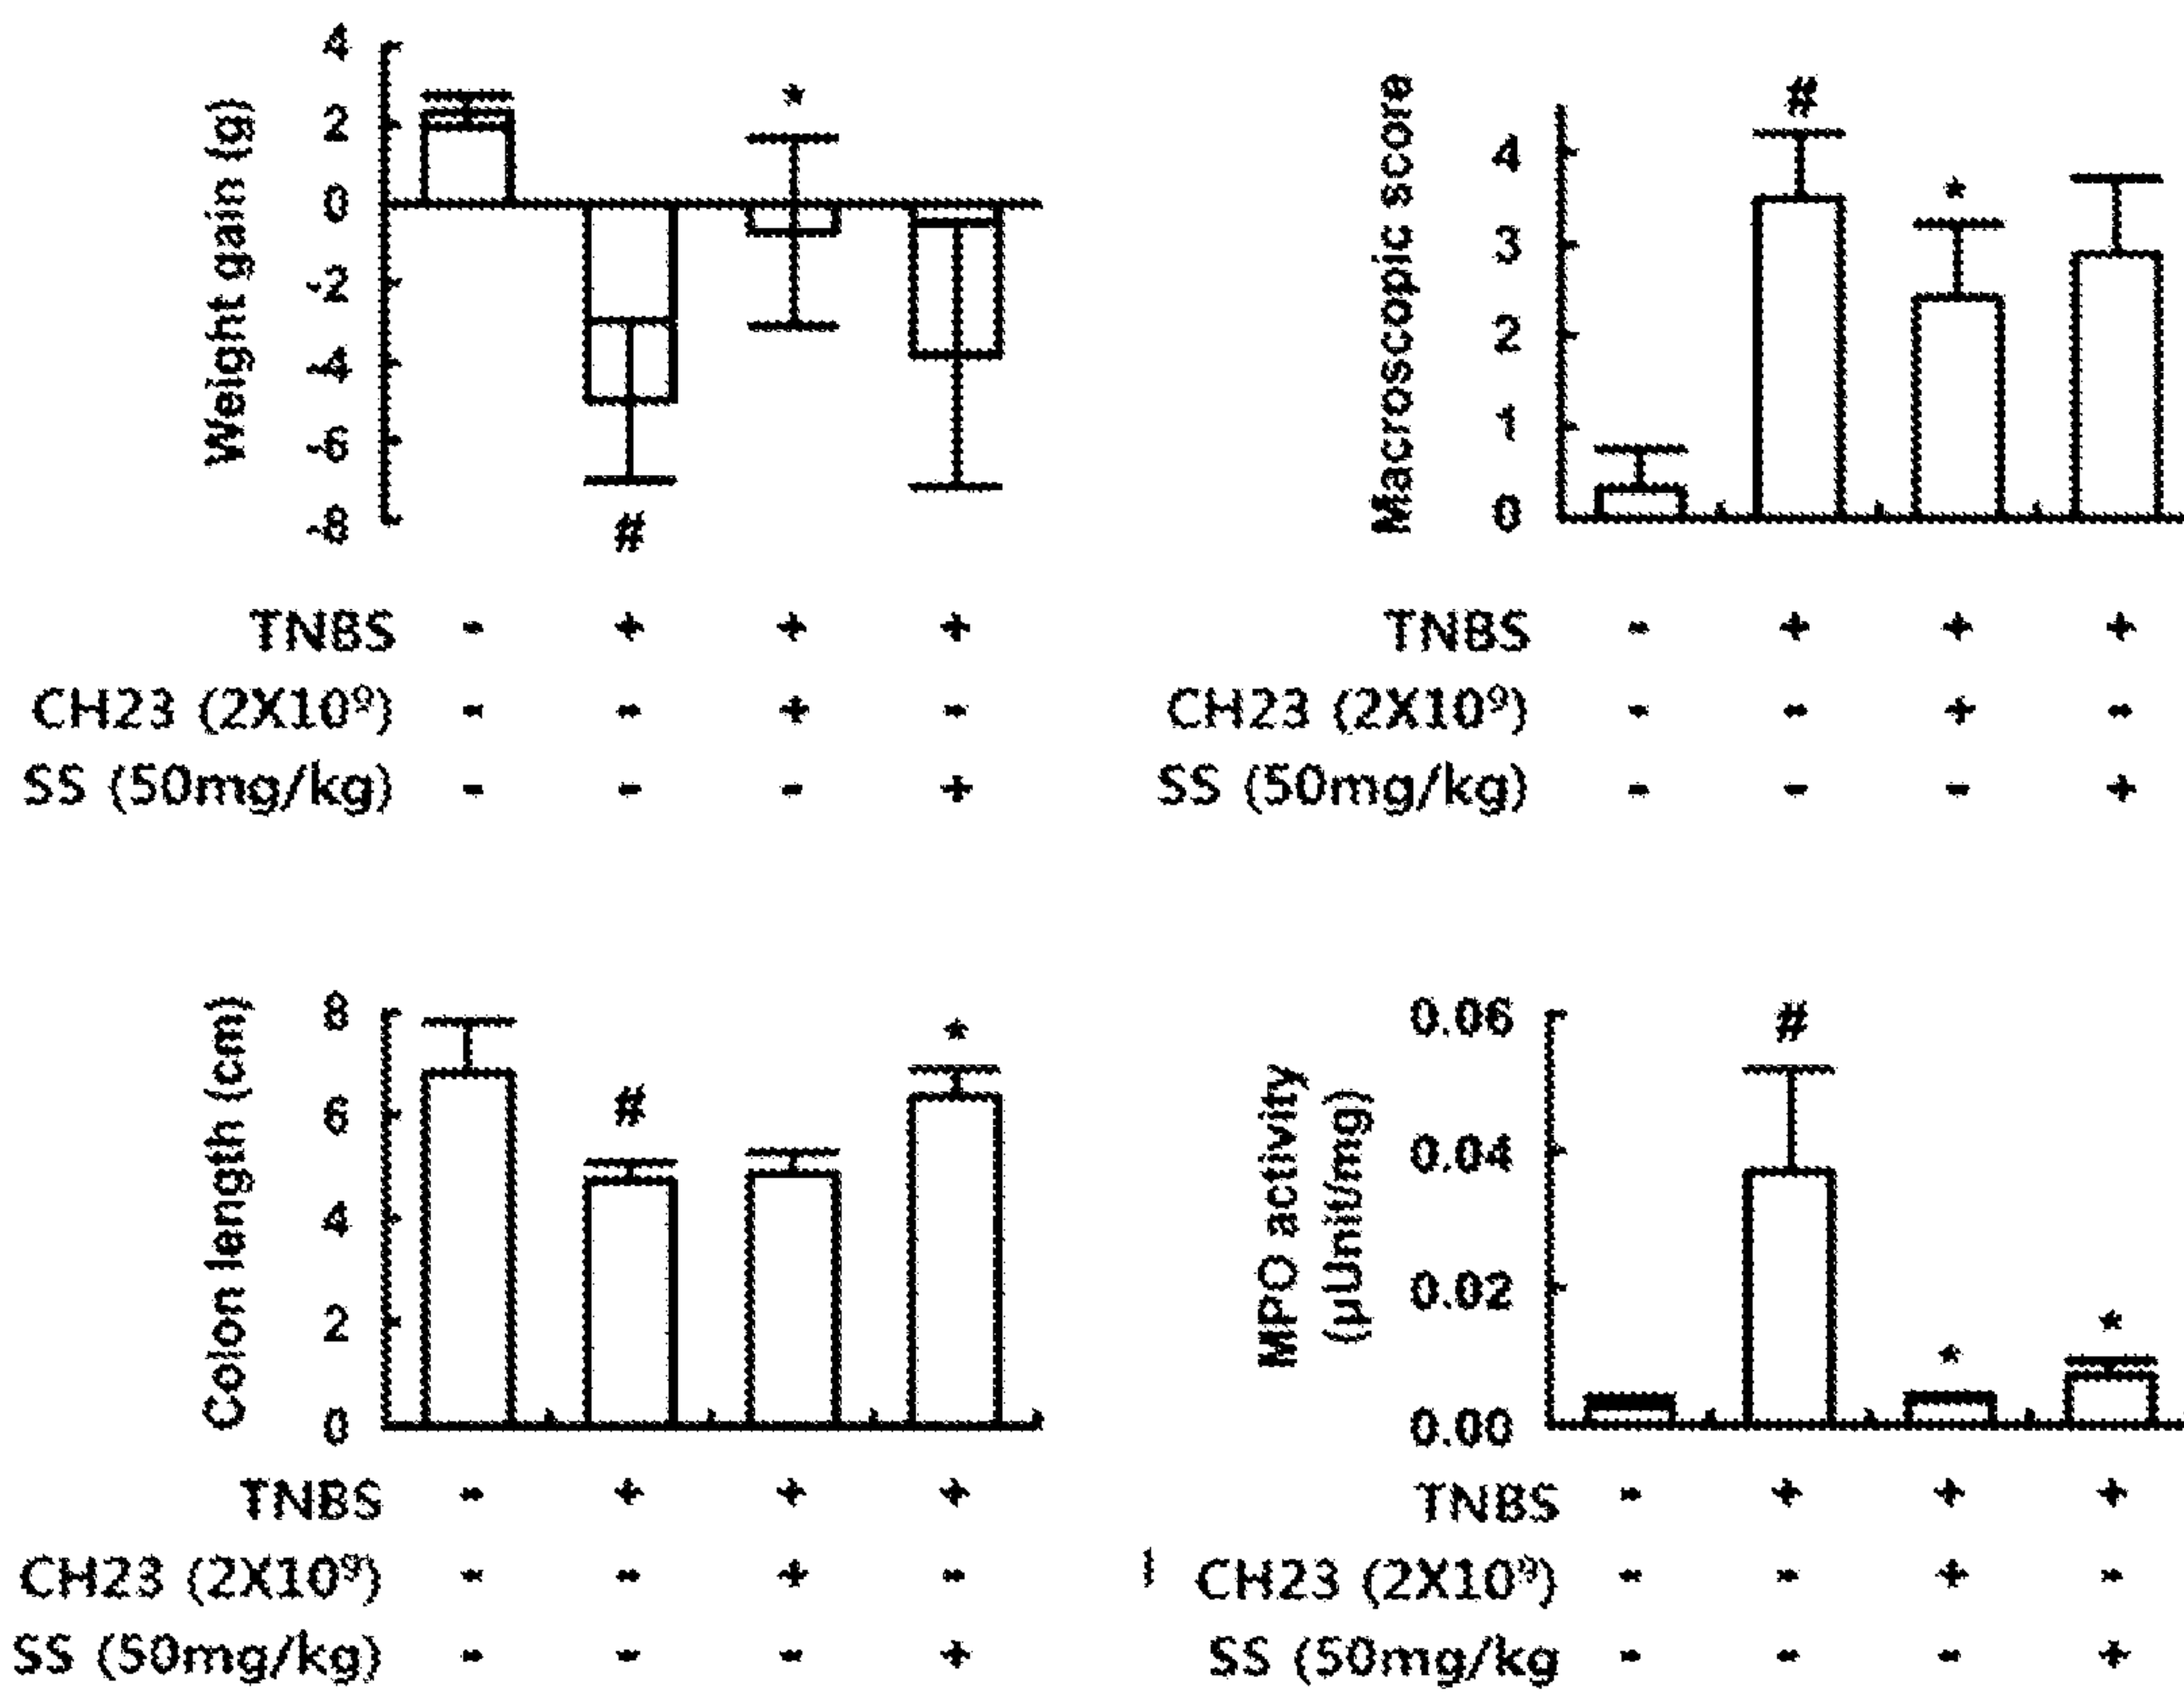 Weight gain (g)
4
2
0
-2
-4
-6
-8
*
#
TNBS - + + +
CH23 (2X10⁹) - - + -
SS (50mg/kg) - - - +
Macroscopic score
4
3
2
1
0
#
*
TNBS - + + +
CH23 (2X10⁹) - - + -
SS (50mg/kg) - - - +
Colon length (cm)
8
6
4
2
0
#
*
TNBS - + + +
CH23 (2X10⁹) - - + -
SS (50mg/kg) - - - +
MPO activity
(μUnit/mg)
0.06
0.04
0.02
0.00
#
*
*
TNBS - + + +
CH23 (2X10⁹) - - + -
SS (50mg/kg - - - +